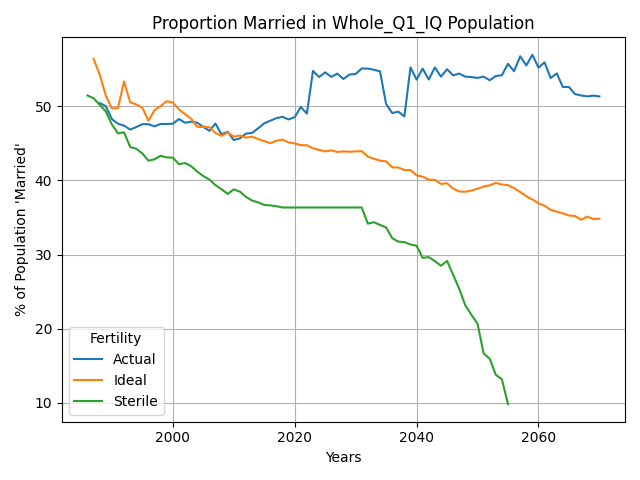 Proportion Married in Whole_Q1_IQ Population
% of Population 'Married'
50
40
30
20
10
Fertility
Actual
Ideal
Sterile
2000
2020
2040
2060
Years